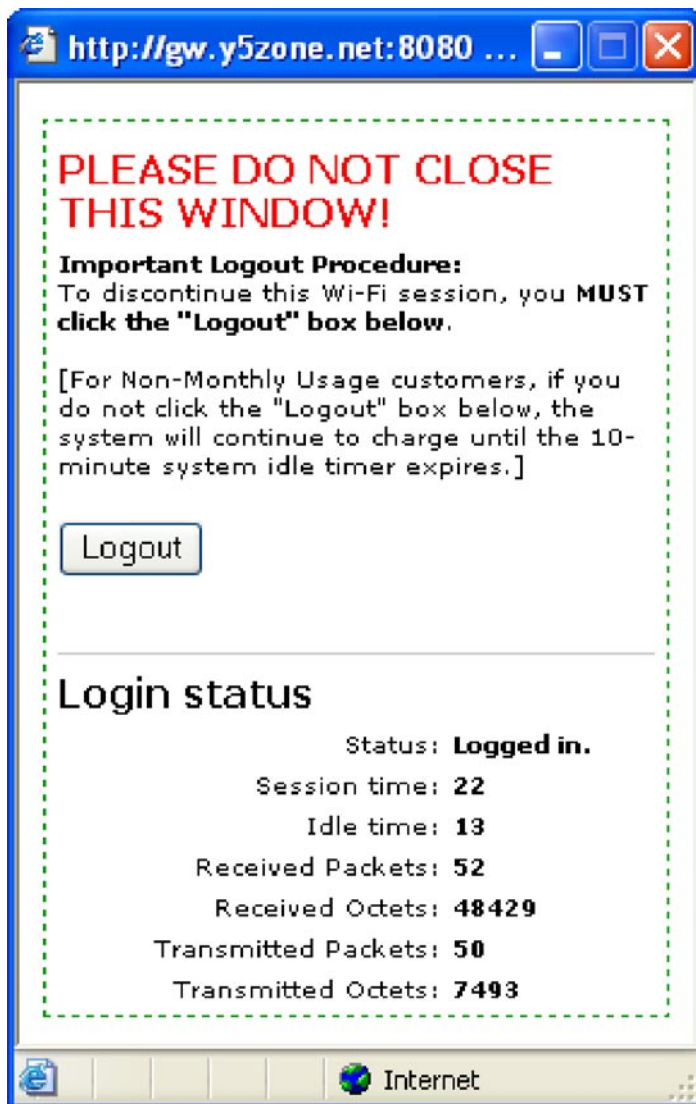 http://gw.y5zone.net:8080 ...
PLEASE DO NOT CLOSE
THIS WINDOW!
Important Logout Procedure:
To discontinue this Wi-Fi session, you MUST
click the "Logout" box below.
[For Non-Monthly Usage customers, if you
do not click the "Logout" box below, the
system will continue to charge until the 10-
minute system idle timer expires.]
Logout
Login status
Status: Logged in.
Session time: 22
Idle time: 13
Received Packets: 52
Received Octets: 48429
Transmitted Packets: 50
Transmitted Octets: 7493
Internet